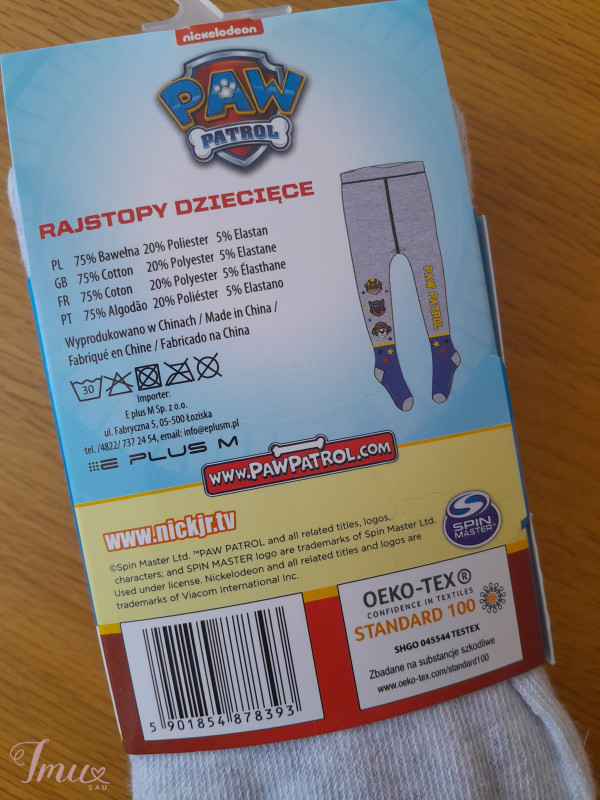 nickelodeon
PAW
PATROL
RAJSTOPY DZIECIĘCE
PL 75% Bawełna 20% Poliester 5% Elastan
GB 75% Cotton 20% Polyester 5% Elastane
FR 75% Coton 20% Polyester 5% Élasthane
PT 75% Algodão 20% Poliéster 5% Elastano
Wyprodukowano w Chinach / Made in China /
Fabriqué en Chine / Fabricado na China
30
Importer:
E plus M Sp. z o.o.
ul. Fabryczna 5, 05-500 Łoziska
tel. /4822/ 737 24 54, email: info@eplusm.pl
E PLUS M
PAW PATROL
www.PawPatrol.com
www.nickjr.tv
©Spin Master Ltd. ™PAW PATROL and all related titles, logos,
characters; and SPIN MASTER logo are trademarks of Spin Master Ltd.
Used under license. Nickelodeon and all related titles and logos are
trademarks of Viacom International Inc.
SPIN
MASTER™
5 901854 878393
OEKO-TEX®
CONFIDENCE IN TEXTILES
STANDARD 100
SHGO 045544 TESTEX
Zbadane na substancje szkodliwe
www.oeko-tex.com/standard100
Imu
SAU